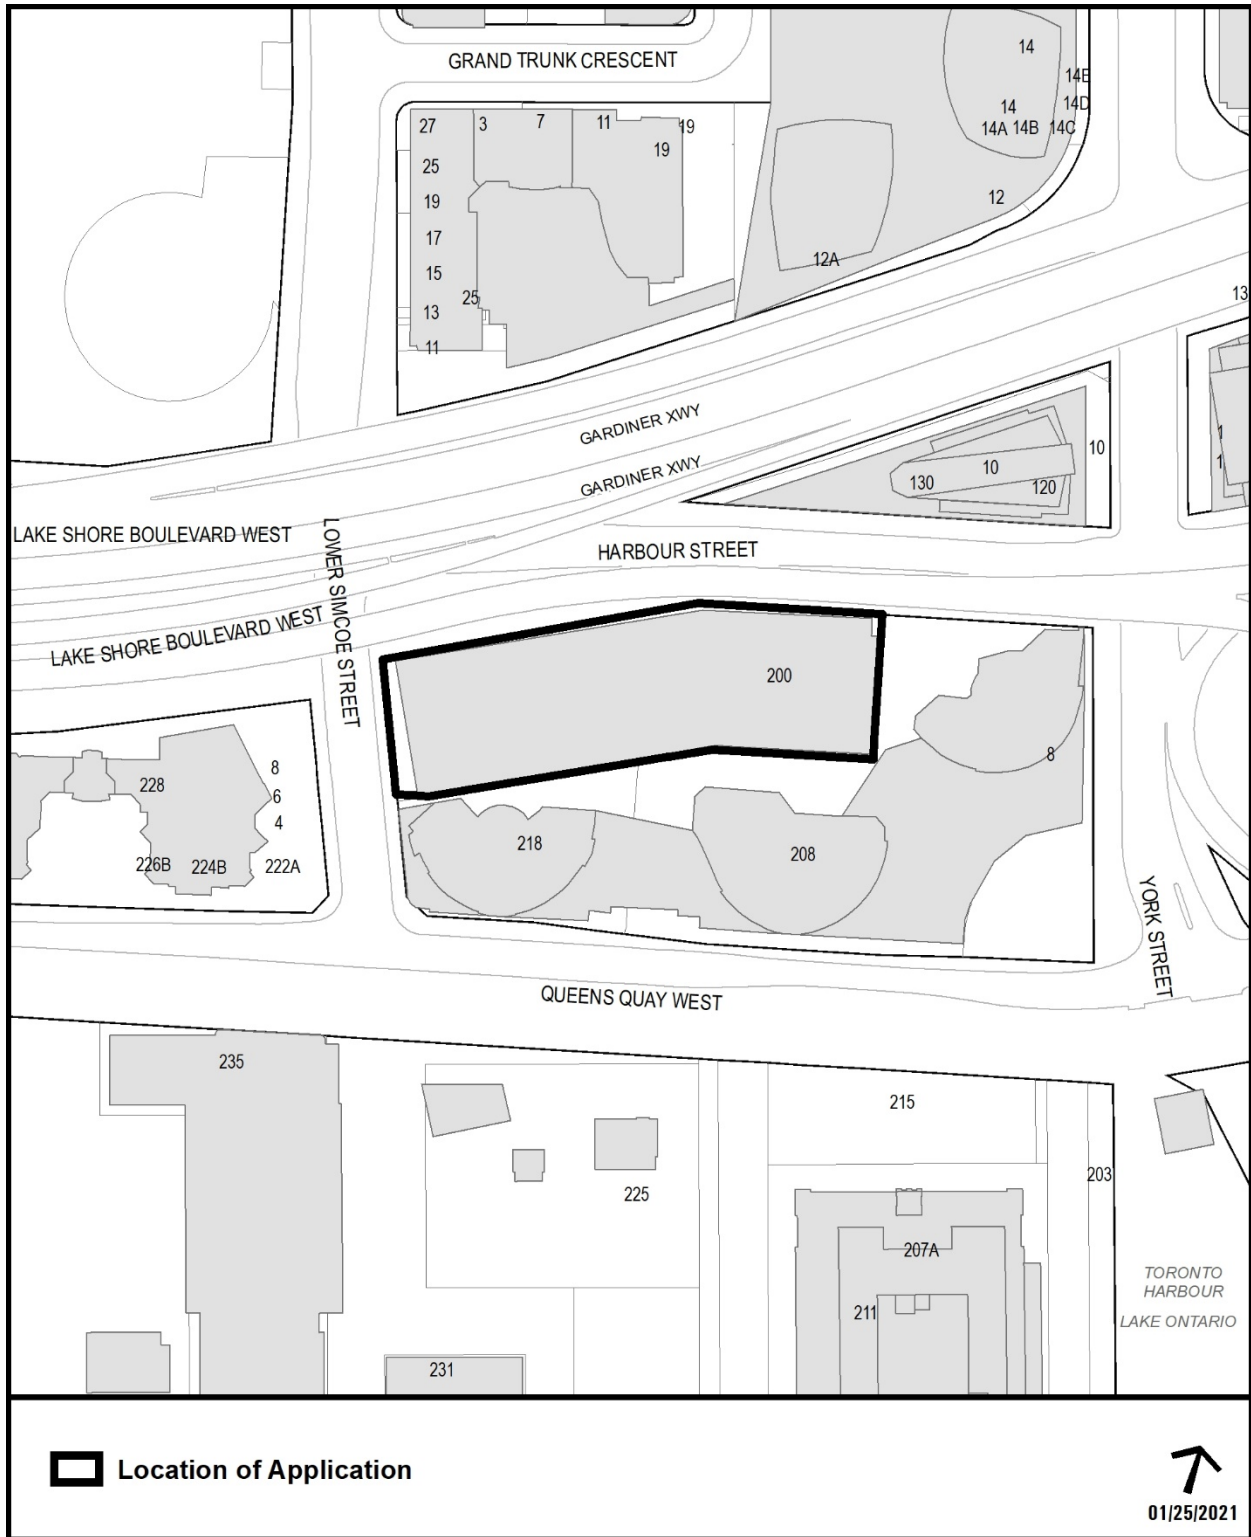 GRAND TRUNK CRESCENT
14
14E
14
14D
14A 14B 14C
27 3 7 11 19
19
25
19
12
17
12A
15
25
13
13
11
GARDINER XWY
GARDINER XWY
10
10
130
120
1
1
LAKE SHORE BOULEVARD WEST
HARBOUR STREET
LOWER SIMCOE STREET
LAKE SHORE BOULEVARD WEST
200
8
8
228
6
4
218
208
226B 224B 222A
YORK STREET
QUEENS QUAY WEST
235
215
203
225
207A
211
TORONTO
HARBOUR
LAKE ONTARIO
231
Location of Application
01/25/2021